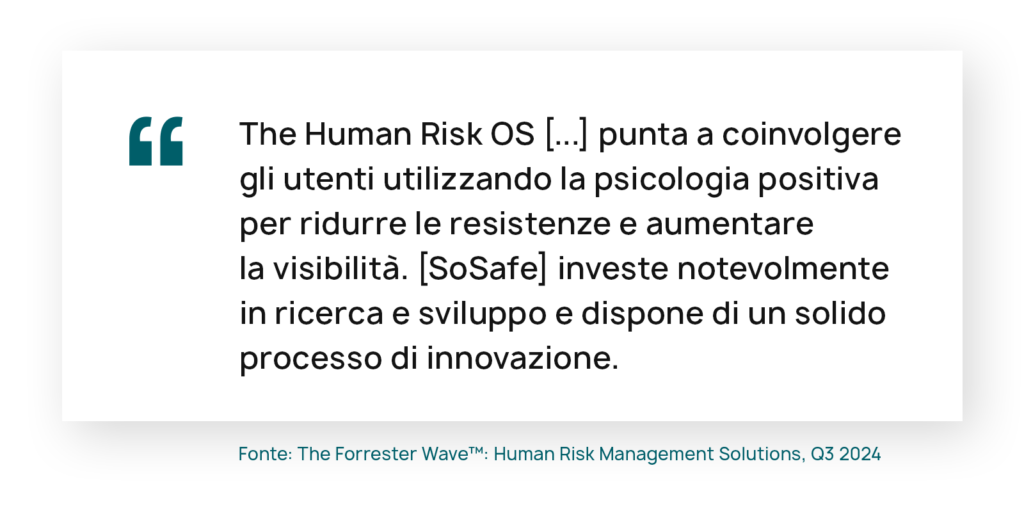 “
The Human Risk OS [...] punta a coinvolgere
gli utenti utilizzando la psicologia positiva
per ridurre le resistenze e aumentare
la visibilità. [SoSafe] investe notevolmente
in ricerca e sviluppo e dispone di un solido
processo di innovazione.
Fonte: The Forrester Wave™: Human Risk Management Solutions, Q3 2024